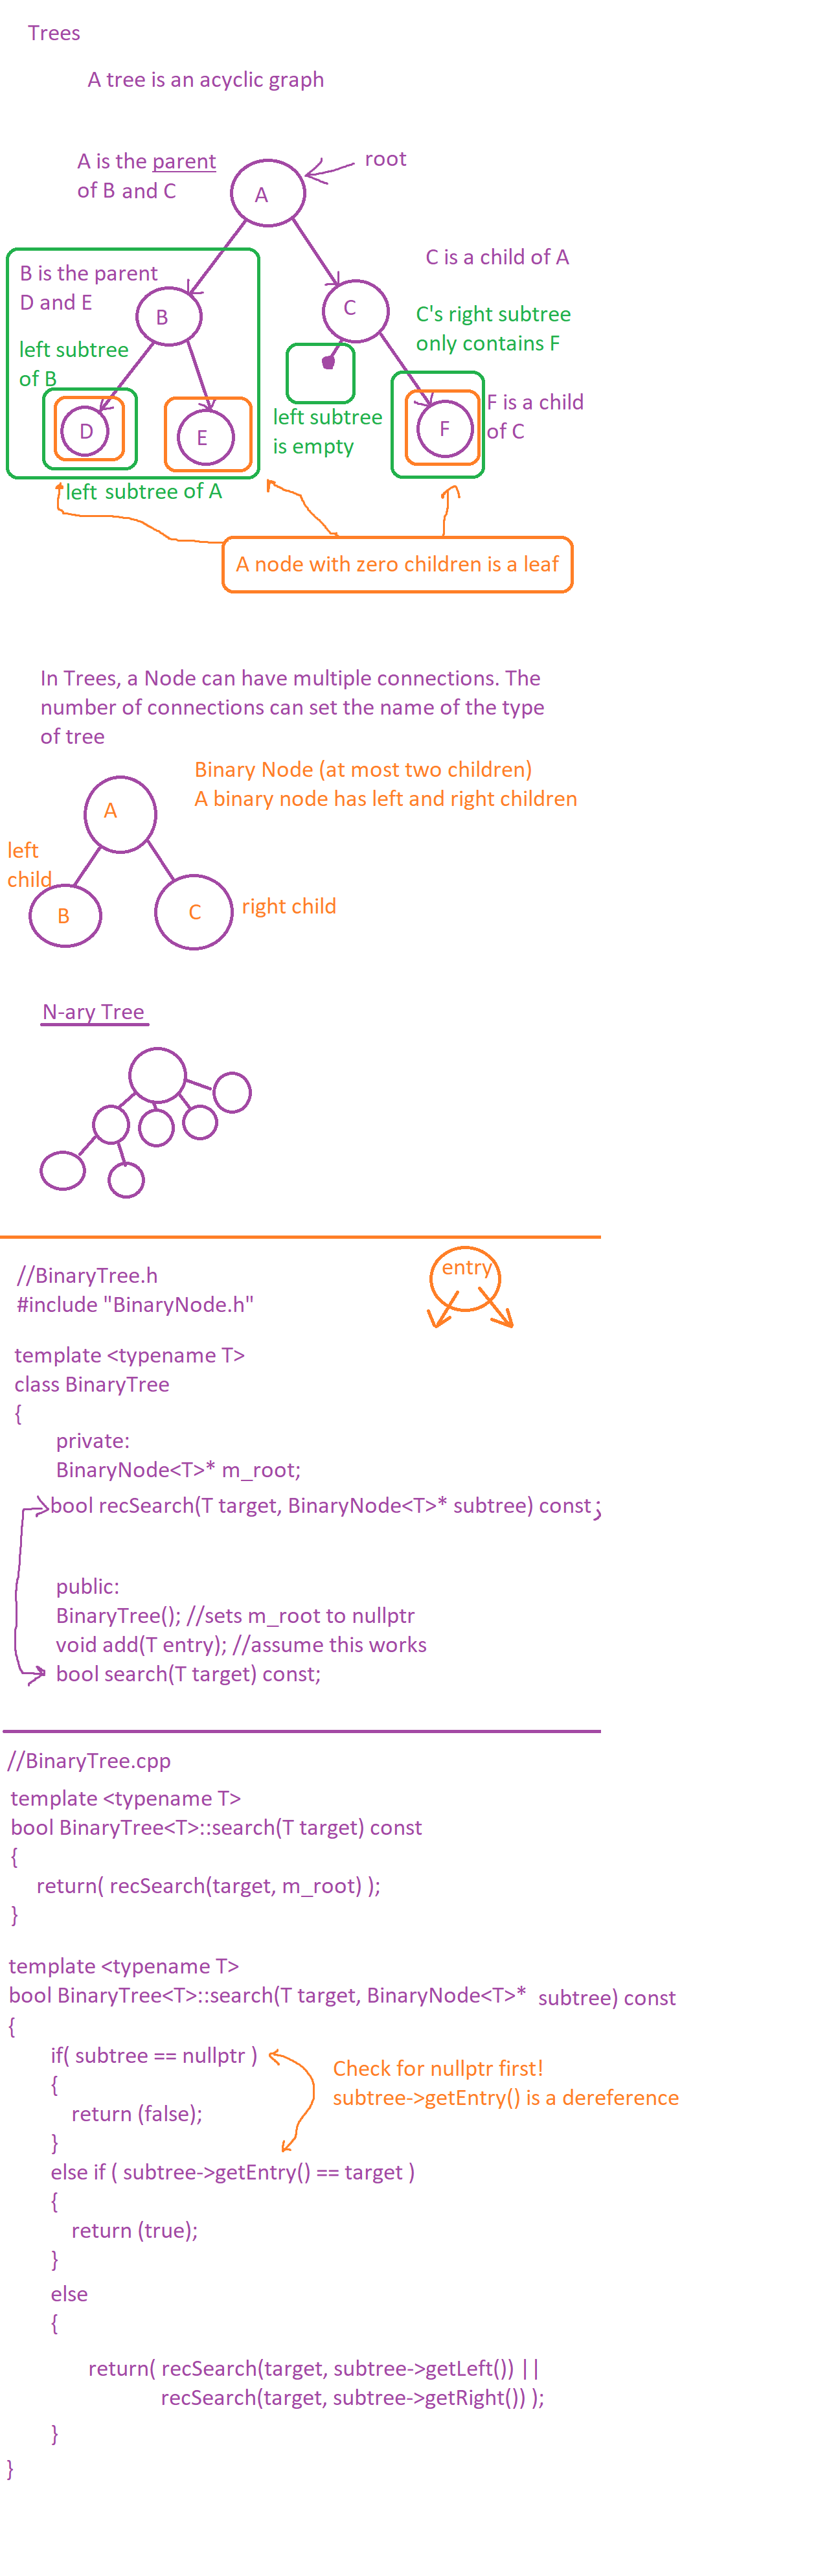 Trees
A tree is an acyclic graph
A is the parent
of B and C
root
A
C is a child of A
B is the parent
D and E
B
C
C's right subtree
only contains F
left subtree
of B
D
E
left subtree
is empty
F
F is a child
of C
left subtree of A
A node with zero children is a leaf
In Trees, a Node can have multiple connections. The
number of connections can set the name of the type
of tree
Binary Node (at most two children)
A binary node has left and right children
A
left
child
B
C
right child
N-ary Tree
entry
//BinaryTree.h
#include "BinaryNode.h"
template <typename T>
class BinaryTree
{
private:
BinaryNode<T>* m_root;
bool recSearch(T target, BinaryNode<T>* subtree) const;
public:
BinaryTree(); //sets m_root to nullptr
void add(T entry); //assume this works
bool search(T target) const;
//BinaryTree.cpp
template <typename T>
bool BinaryTree<T>::search(T target) const
{
return( recSearch(target, m_root) );
}
template <typename T>
bool BinaryTree<T>::search(T target, BinaryNode<T>* subtree) const
{
if( subtree == nullptr )
{
return (false);
}
Check for nullptr first!
subtree->getEntry() is a dereference
else if ( subtree->getEntry() == target )
{
return (true);
}
else
{
return( recSearch(target, subtree->getLeft()) ||
recSearch(target, subtree->getRight()) );
}
}